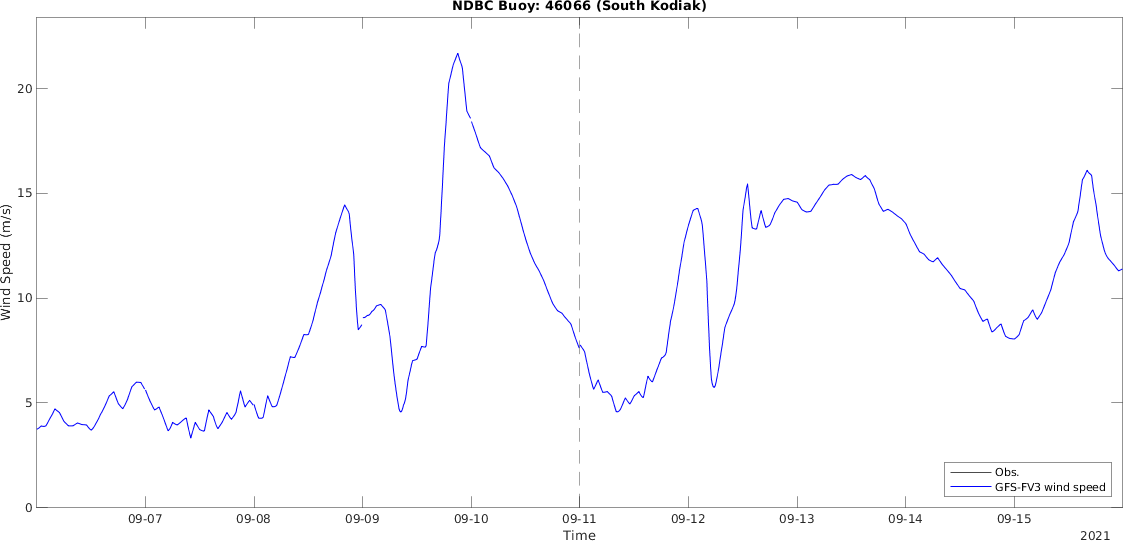 NDBC Buoy: 46066 (South Kodiak)
Wind Speed (m/s)
20
15
10
5
0
09-07 09-08 09-09 09-10 09-11 09-12 09-13 09-14 09-15
Time
2021
Obs.
GFS-FV3 wind speed